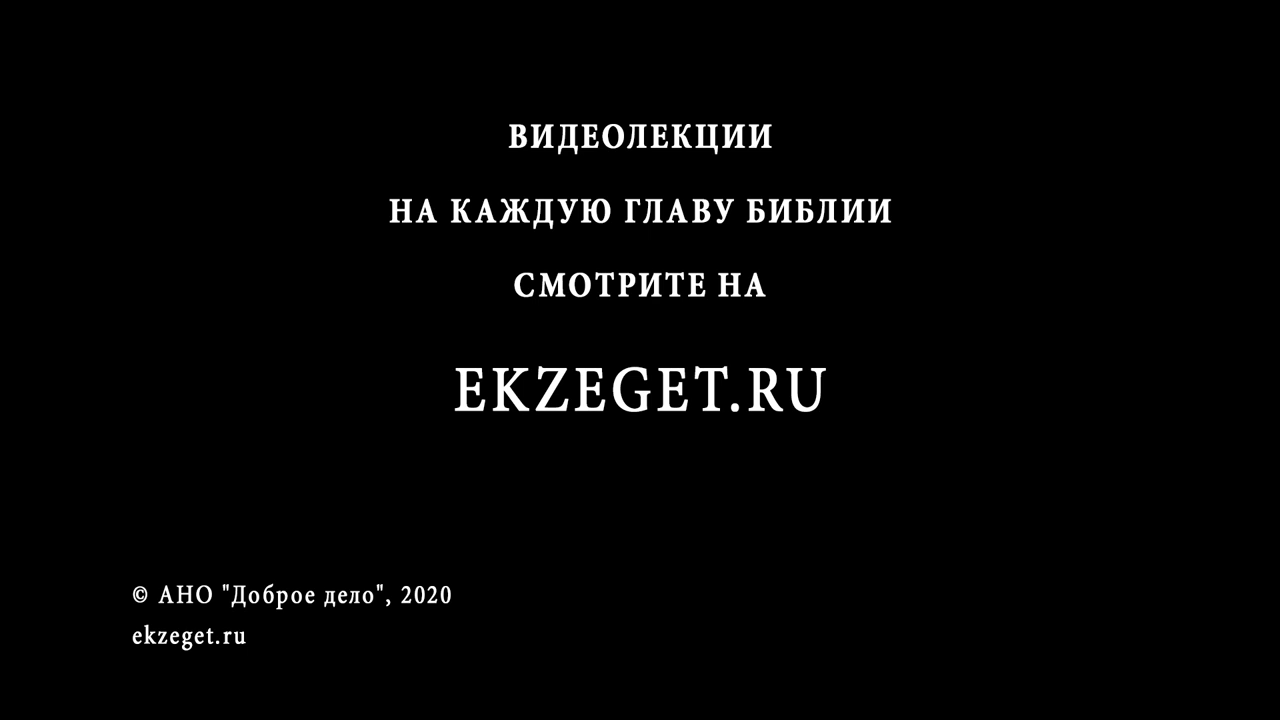 ВИДЕОЛЕКЦИИ
НА КАЖДУЮ ГЛАВУ БИБЛИИ
СМОТРИТЕ НА
EKZEGET.RU
© АНО "Доброе дело", 2020
ekzeget.ru